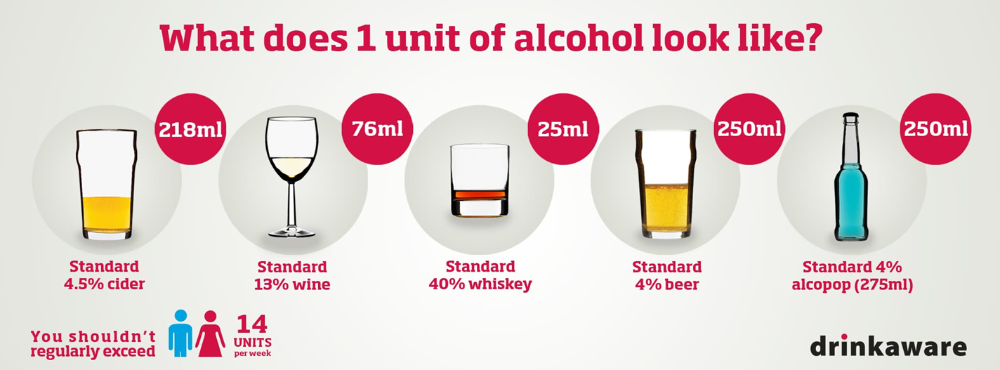 What does 1 unit of alcohol look like?
218ml
76ml
25ml
250ml
250ml
Standard
4.5% cider
Standard
13% wine
Standard
40% whiskey
Standard
4% beer
Standard 4%
alcopop (275ml)
You shouldn't
regularly exceed
14
UNITS
per week
drinkaware